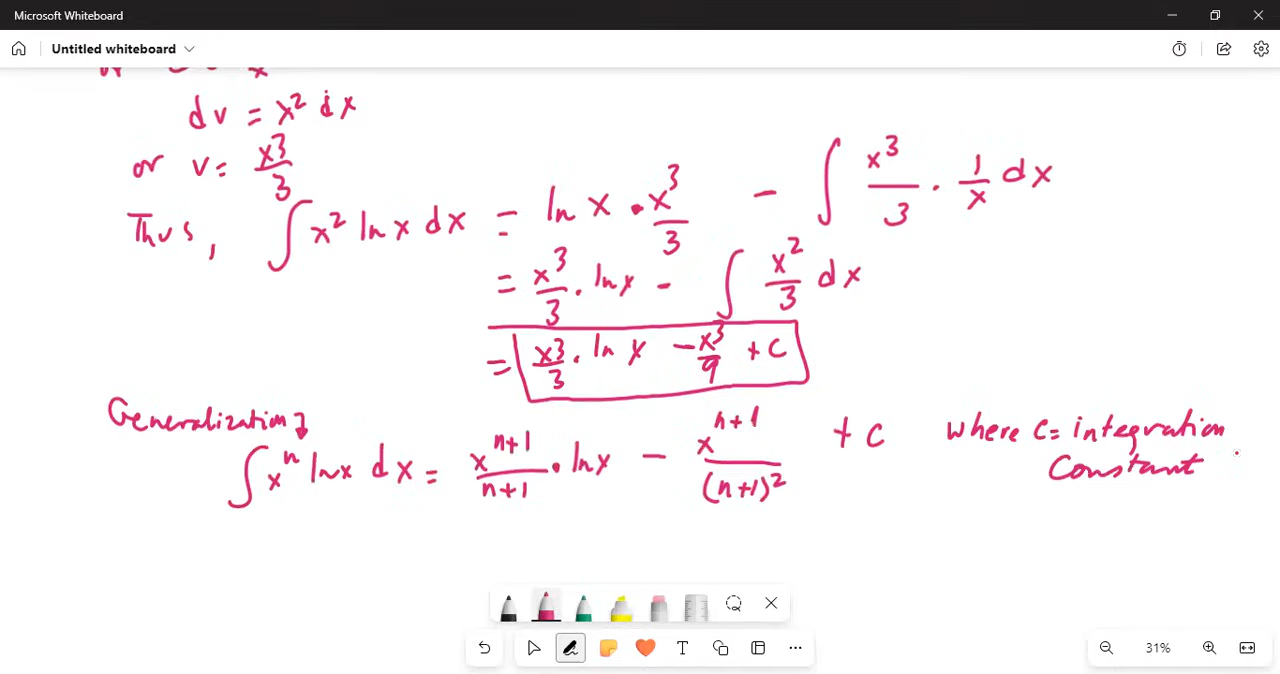 Microsoft Whiteboard
Untitled whiteboard
dv = x² dx
or v = x³/3
Thus, ∫ x² ln x dx = ln x · x³/3 - ∫ x³/3 · 1/x dx
= x³/3 · ln x - ∫ x²/3 dx
= x³/3 · ln x - x³/9 + C
Generalization
∫ xⁿ ln x dx = xⁿ⁺¹/n+1 · ln x - xⁿ⁺¹/(n+1)² + C where C = integration
Constant
31%